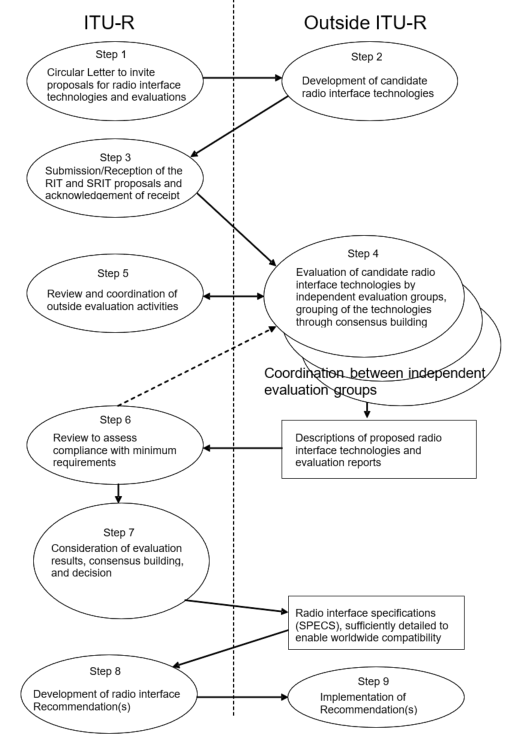 ITU-R
Outside ITU-R
Step 1
Circular Letter to invite
proposals for radio interface
technologies and evaluations
Step 2
Development of candidate
radio interface technologies
Step 3
Submission/Reception of the
RIT and SRIT proposals and
acknowledgement of receipt
Step 4
Evaluation of candidate radio
interface technologies by
independent evaluation groups,
grouping of the technologies
through consensus building
Step 5
Review and coordination of
outside evaluation activities
Coordination between independent
evaluation groups
Step 6
Review to assess
compliance with minimum
requirements
Descriptions of proposed radio
interface technologies and
evaluation reports
Step 7
Consideration of evaluation
results, consensus building,
and decision
Radio interface specifications
(SPECS), sufficiently detailed to
enable worldwide compatibility
Step 8
Development of radio interface
Recommendation(s)
Step 9
Implementation of
Recommendation(s)